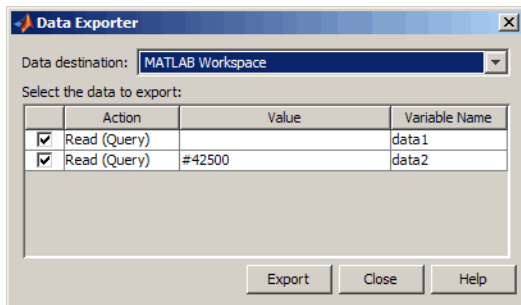 Data Exporter
Data destination: MATLAB Workspace
Select the data to export:
Action Value Variable Name
Read (Query) data1
Read (Query) #42500 data2
Export Close Help